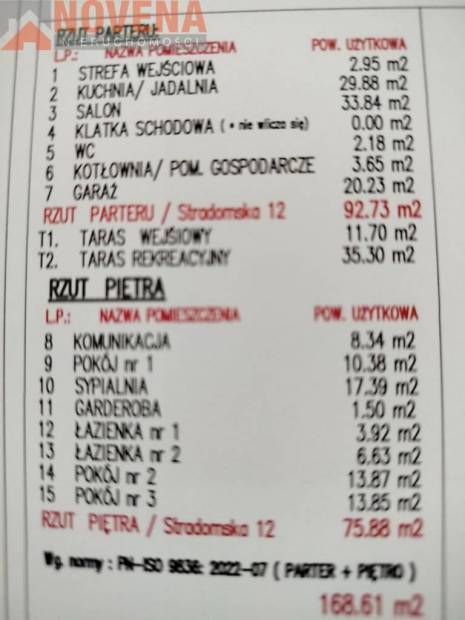 NOVENA
NIERUCHOMOŚCI
RZUT PARTERU:
L.P.: NAZWA POMIESZCZENIA POW. UŻYTKOWA
1 STREFA WEJŚCIOWA 2.95 m2
2 KUCHNIA/ JADALNIA 29.88 m2
3 SALON 33.84 m2
4 KLATKA SCHODOWA ( • nie wlicza się) 0.00 m2
5 WC 2.18 m2
6 KOTŁOWNIA/ POM. GOSPODARCZE 3.65 m2
7 GARAŻ 20.23 m2
RZUT PARTERU / Stradomska 12 92.73 m2
T1. TARAS WEJŚIOWY 11.70 m2
T2. TARAS REKREACYJNY 35.30 m2
RZUT PIĘTRA
L.P.: NAZWA POMIESZCZENIA POW. UŻYTKOWA
8 KOMUNIKACJA 8.34 m2
9 POKÓJ nr 1 10.38 m2
10 SYPIALNIA 17.39 m2
11 GARDEROBA 1.50 m2
12 ŁAZIENKA nr 1 3.92 m2
13 ŁAZIENKA nr 2 6.63 m2
14 POKÓJ nr 2 13.87 m2
15 POKÓJ nr 3 13.85 m2
RZUT PIĘTRA / Stradomska 12 75.88 m2
Wg. normy : PN-ISO 9836: 2022-07 ( PARTER + PIĘTRO )
168.61 m2